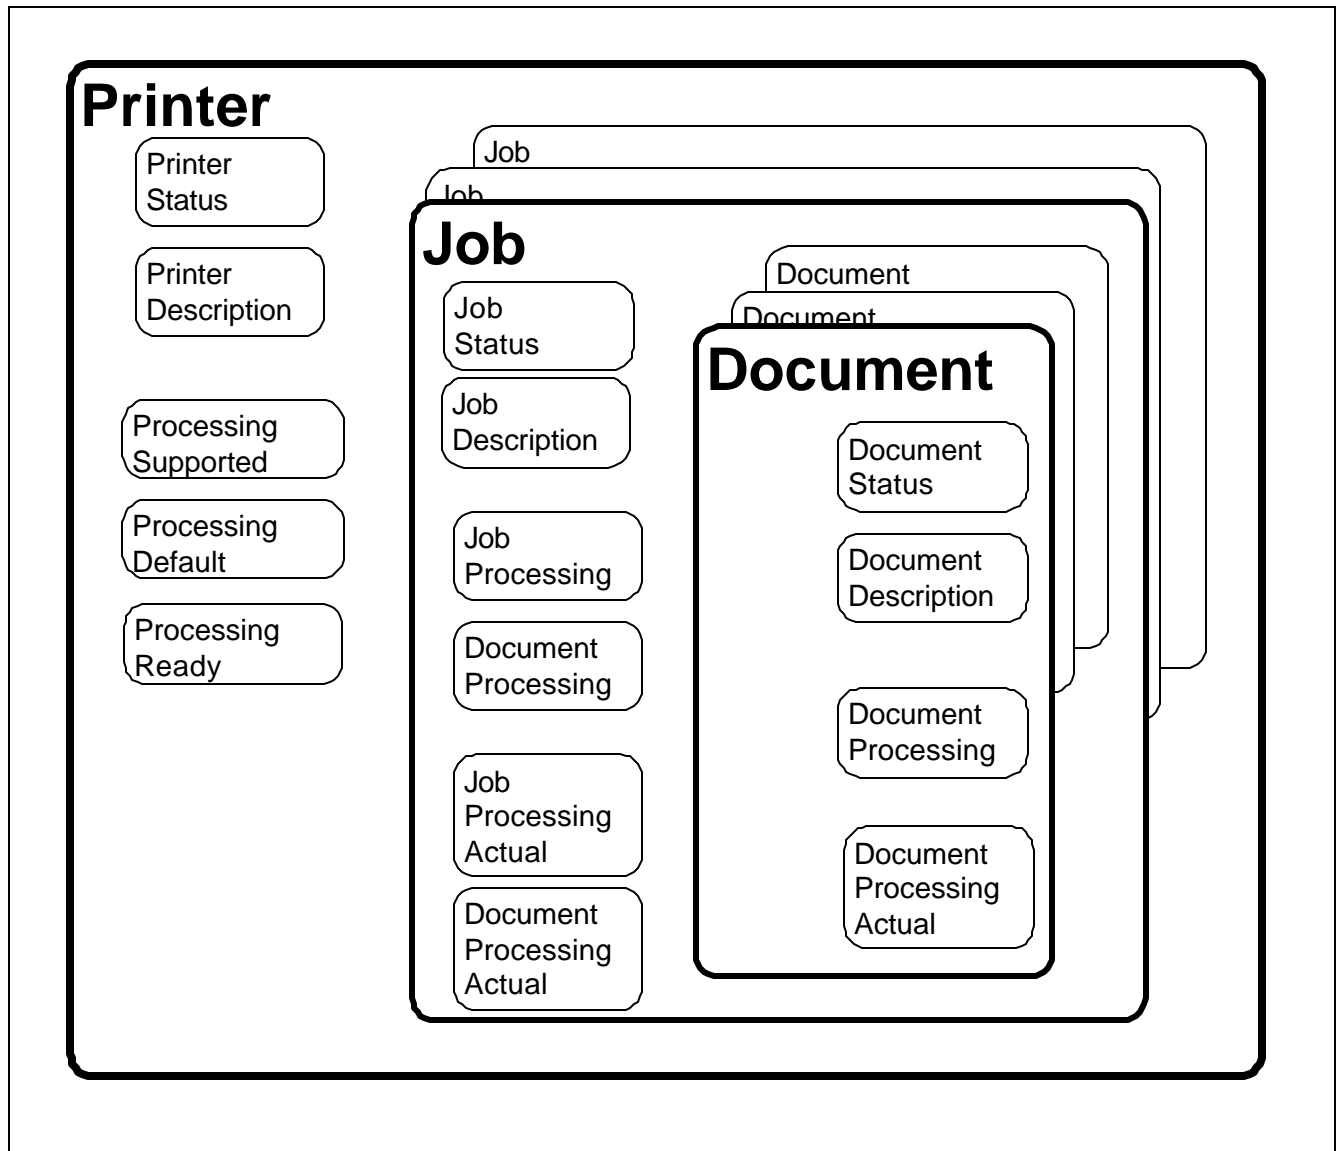 Printer
Printer
Status
Printer
Description
Processing
Supported
Processing
Default
Processing
Ready
Job
Job
Job
Job
Status
Job
Description
Job
Processing
Document
Processing
Job
Processing
Actual
Document
Processing
Actual
Document
Document
Document
Document
Status
Document
Description
Document
Processing
Document
Processing
Actual